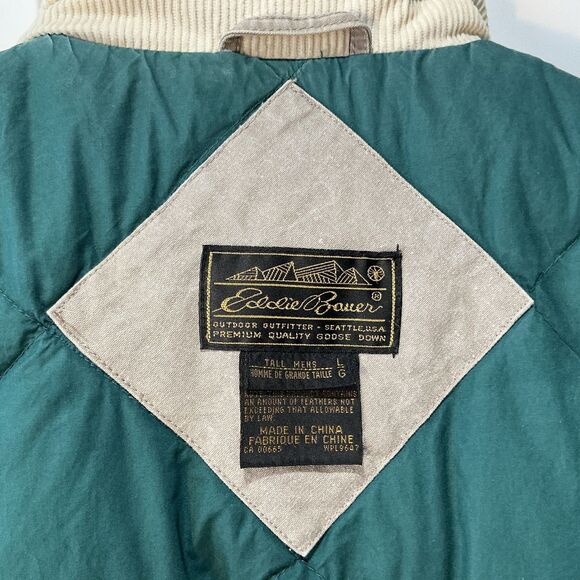 Eddie Bauer ®
OUTDOOR OUTFITTER - SEATTLE, U.S.A.
PREMIUM QUALITY GOOSE DOWN
TALL MENS L
HOMME DE GRANDE TAILLE G
AN AMOUNT OF FEATHERS NOT
EXCEEDING THAT ALLOWABLE
BY LAW.
MADE IN CHINA
FABRIQUE EN CHINE
CA 00665 WPL9647